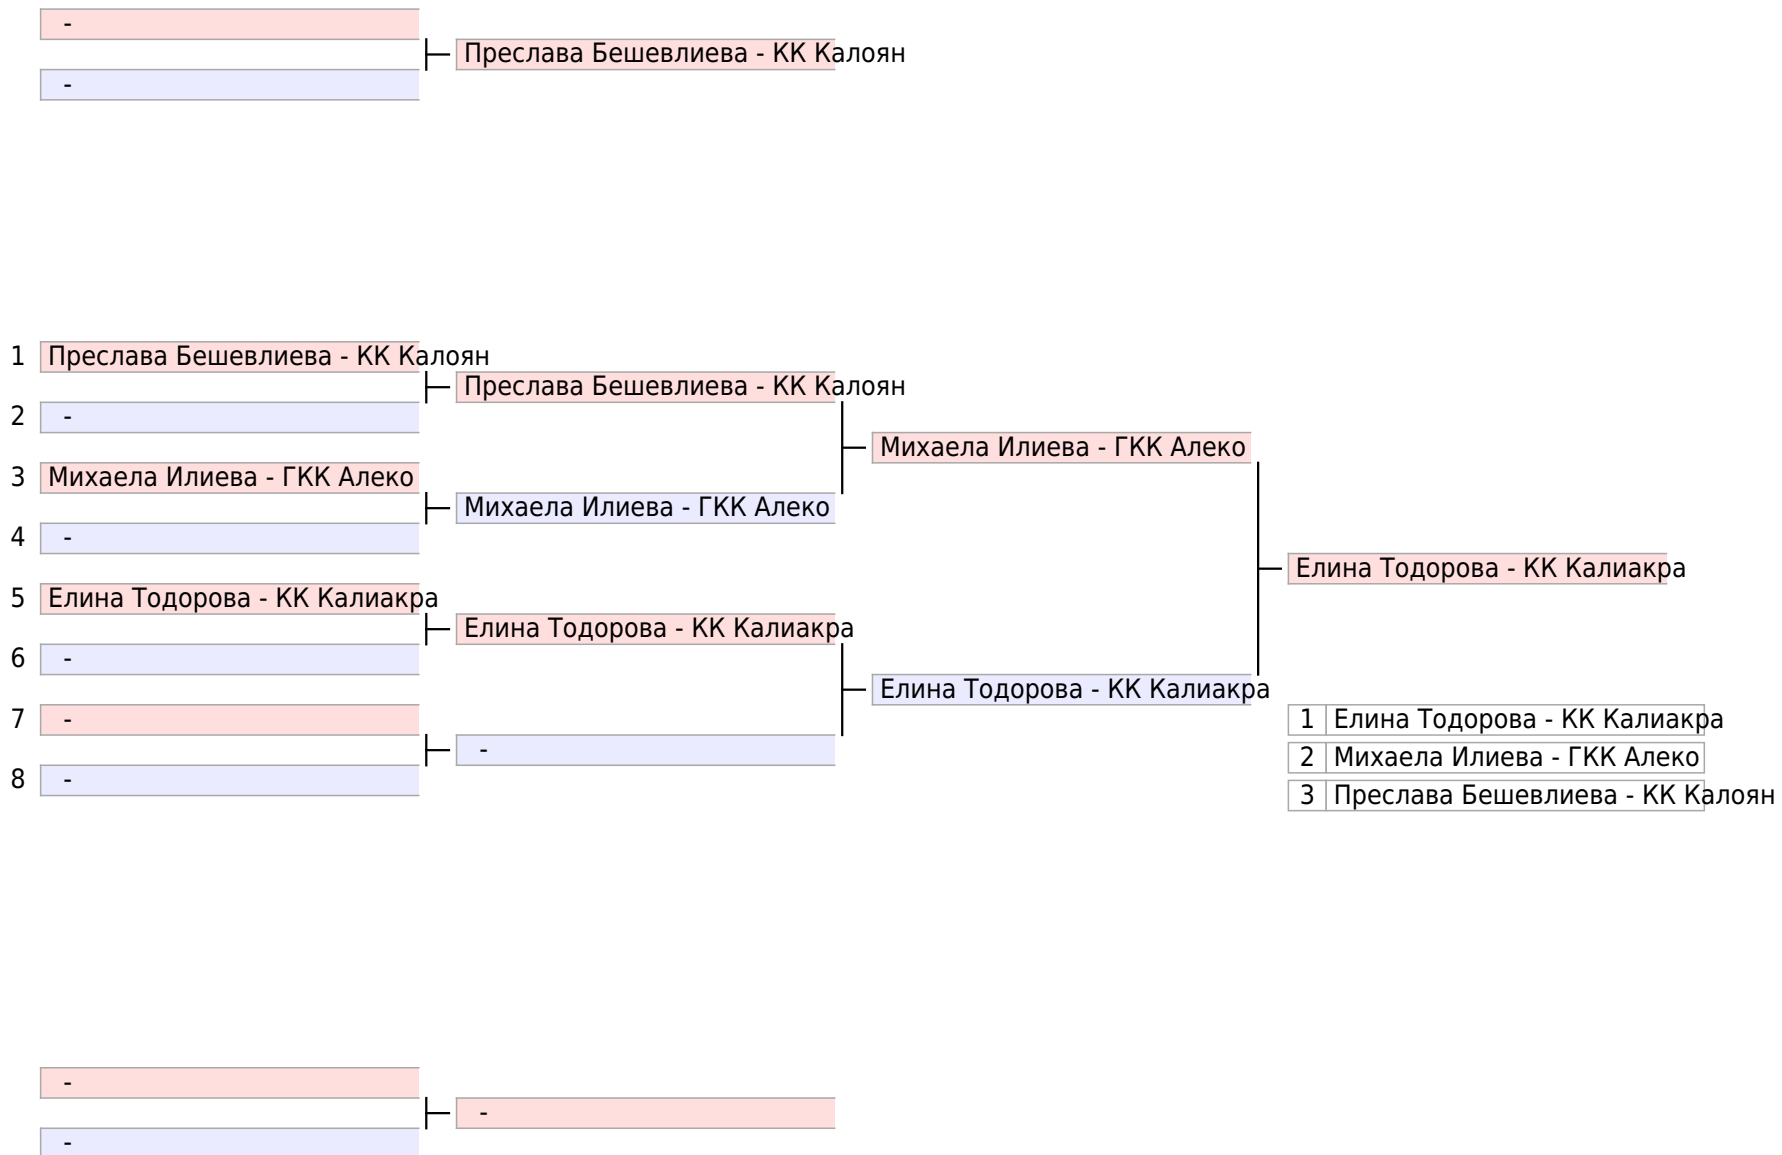 -
Преслава Бешевлиева - КК Калоян
-
1 Преслава Бешевлиева - КК Калоян
Преслава Бешевлиева - КК Калоян
2 -
Михаела Илиева - ГКК Алеко
3 Михаела Илиева - ГКК Алеко
Михаела Илиева - ГКК Алеко
4 -
Елина Тодорова - КК Калиакра
5 Елина Тодорова - КК Калиакра
Елина Тодорова - КК Калиакра
6 -
Елина Тодорова - КК Калиакра
7 -
1 Елина Тодорова - КК Калиакра
-
2 Михаела Илиева - ГКК Алеко
8 -
3 Преслава Бешевлиева - КК Калоян
-
-
-